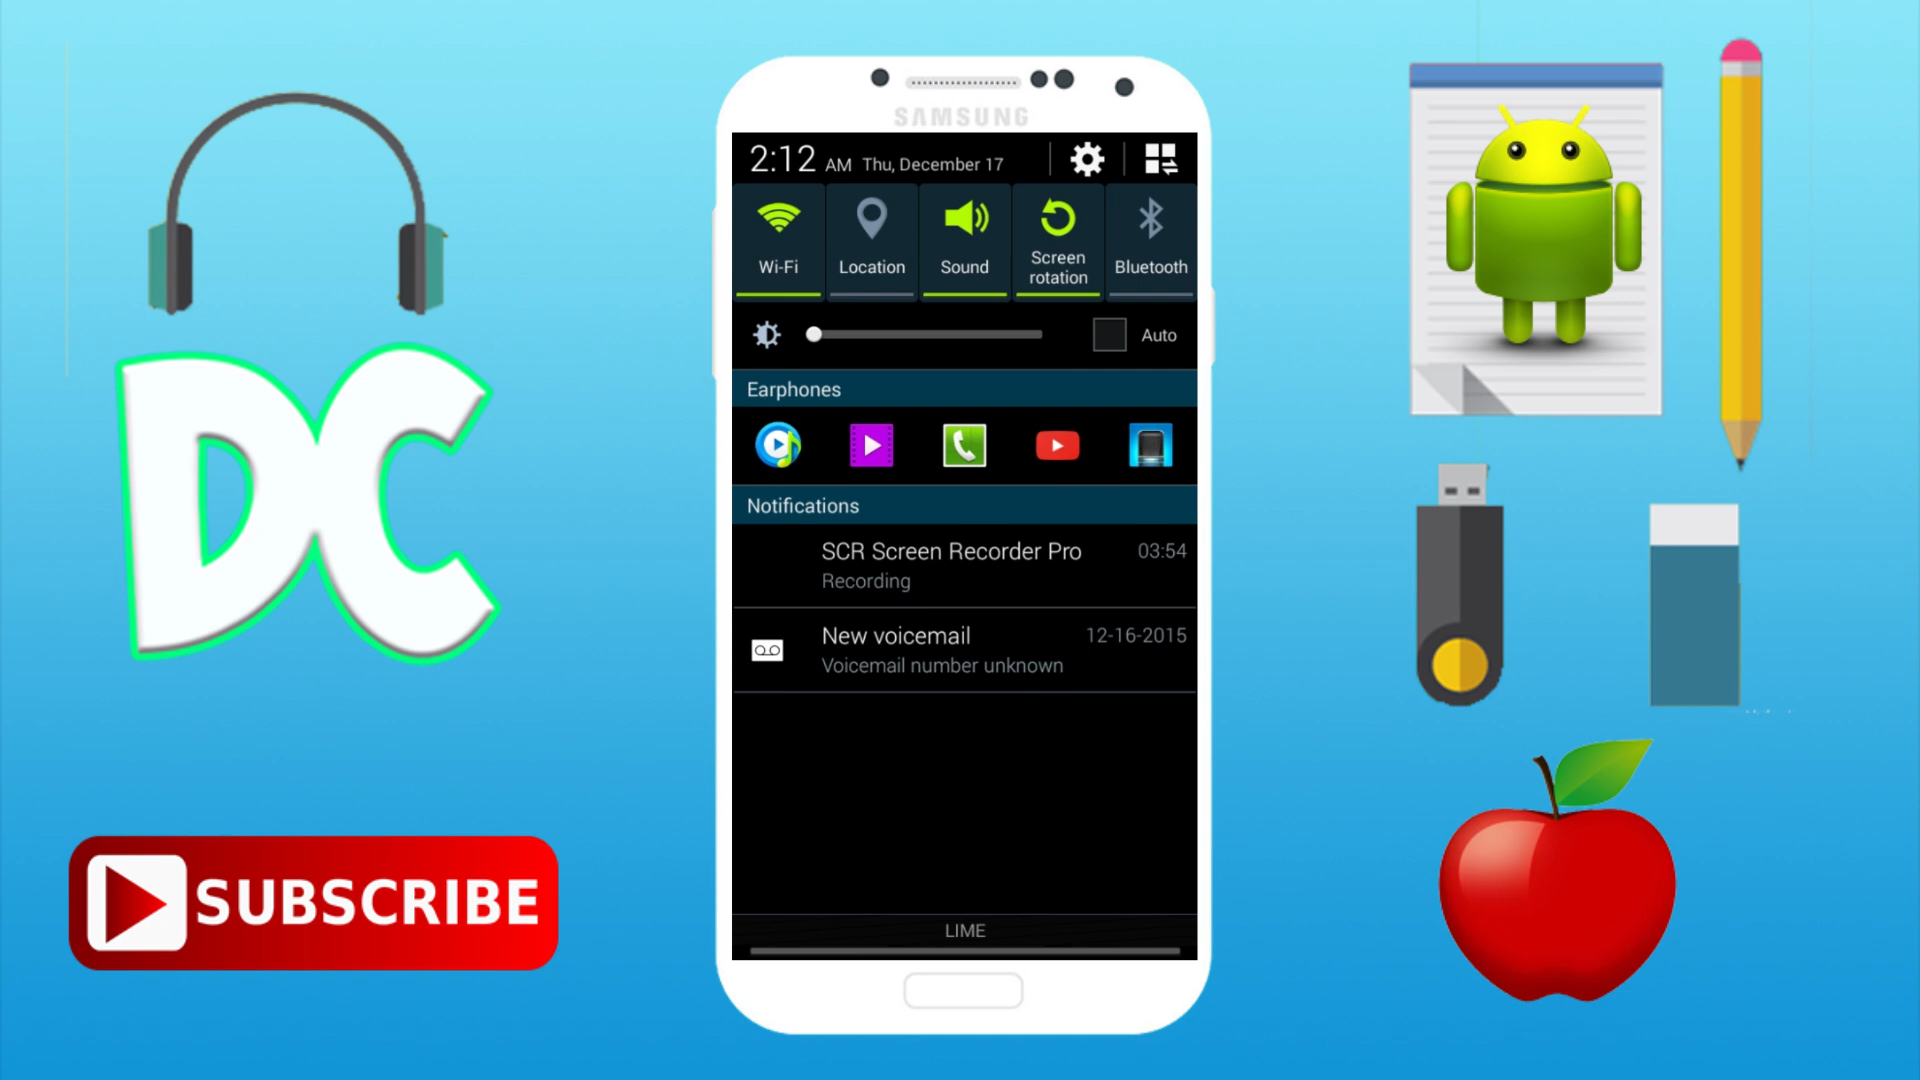 DC
SUBSCRIBE
SAMSUNG
2:12 AM Thu, December 17
Wi-Fi
Location
Sound
Screen
rotation
Bluetooth
Auto
Earphones
Notifications
SCR Screen Recorder Pro 03:54
Recording
New voicemail 12-16-2015
Voicemail number unknown
LIME